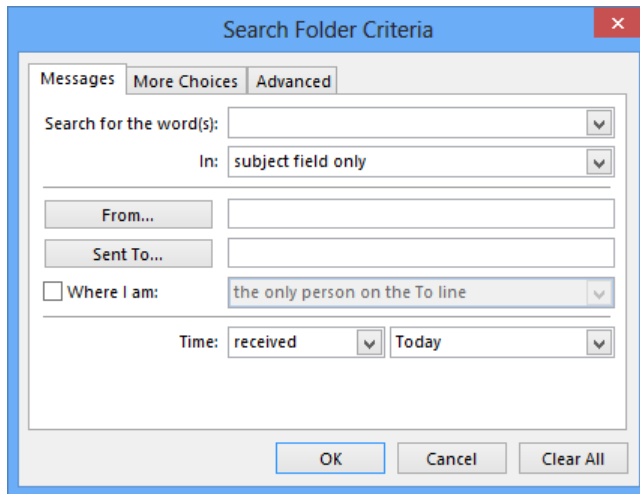 Search Folder Criteria
Messages More Choices Advanced
Search for the word(s):
In: subject field only
From...
Sent To...
Where I am: the only person on the To line
Time: received Today
OK Cancel Clear All